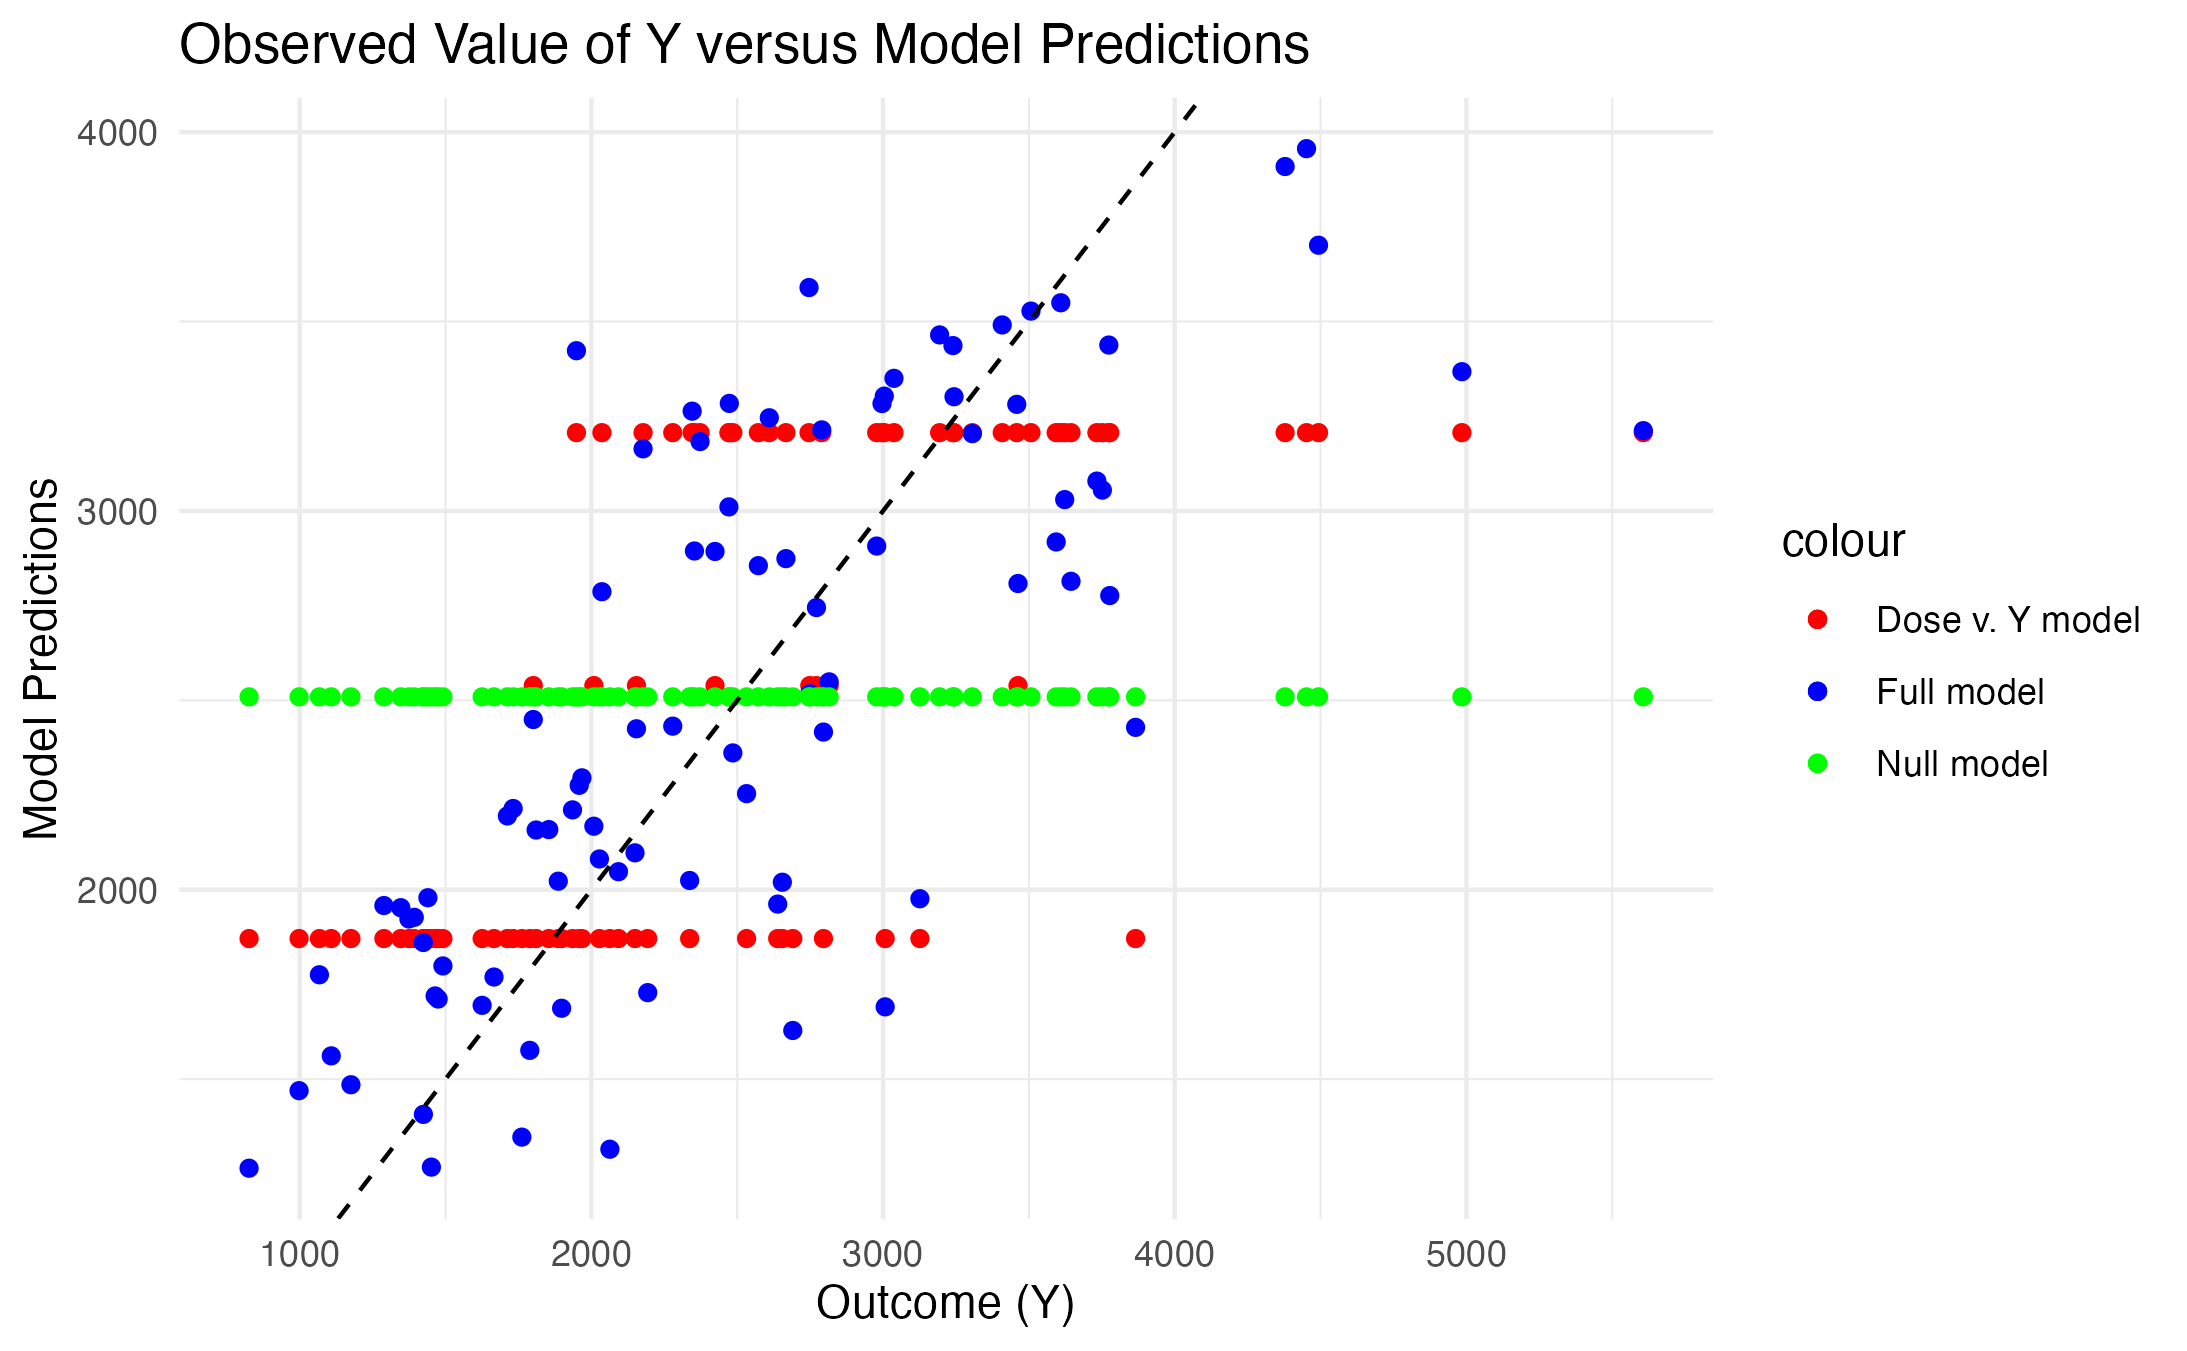 Observed Value of Y versus Model Predictions
4000
3000
2000
Model Predictions
1000 2000 3000 4000 5000
Outcome (Y)
colour
Dose v. Y model
Full model
Null model